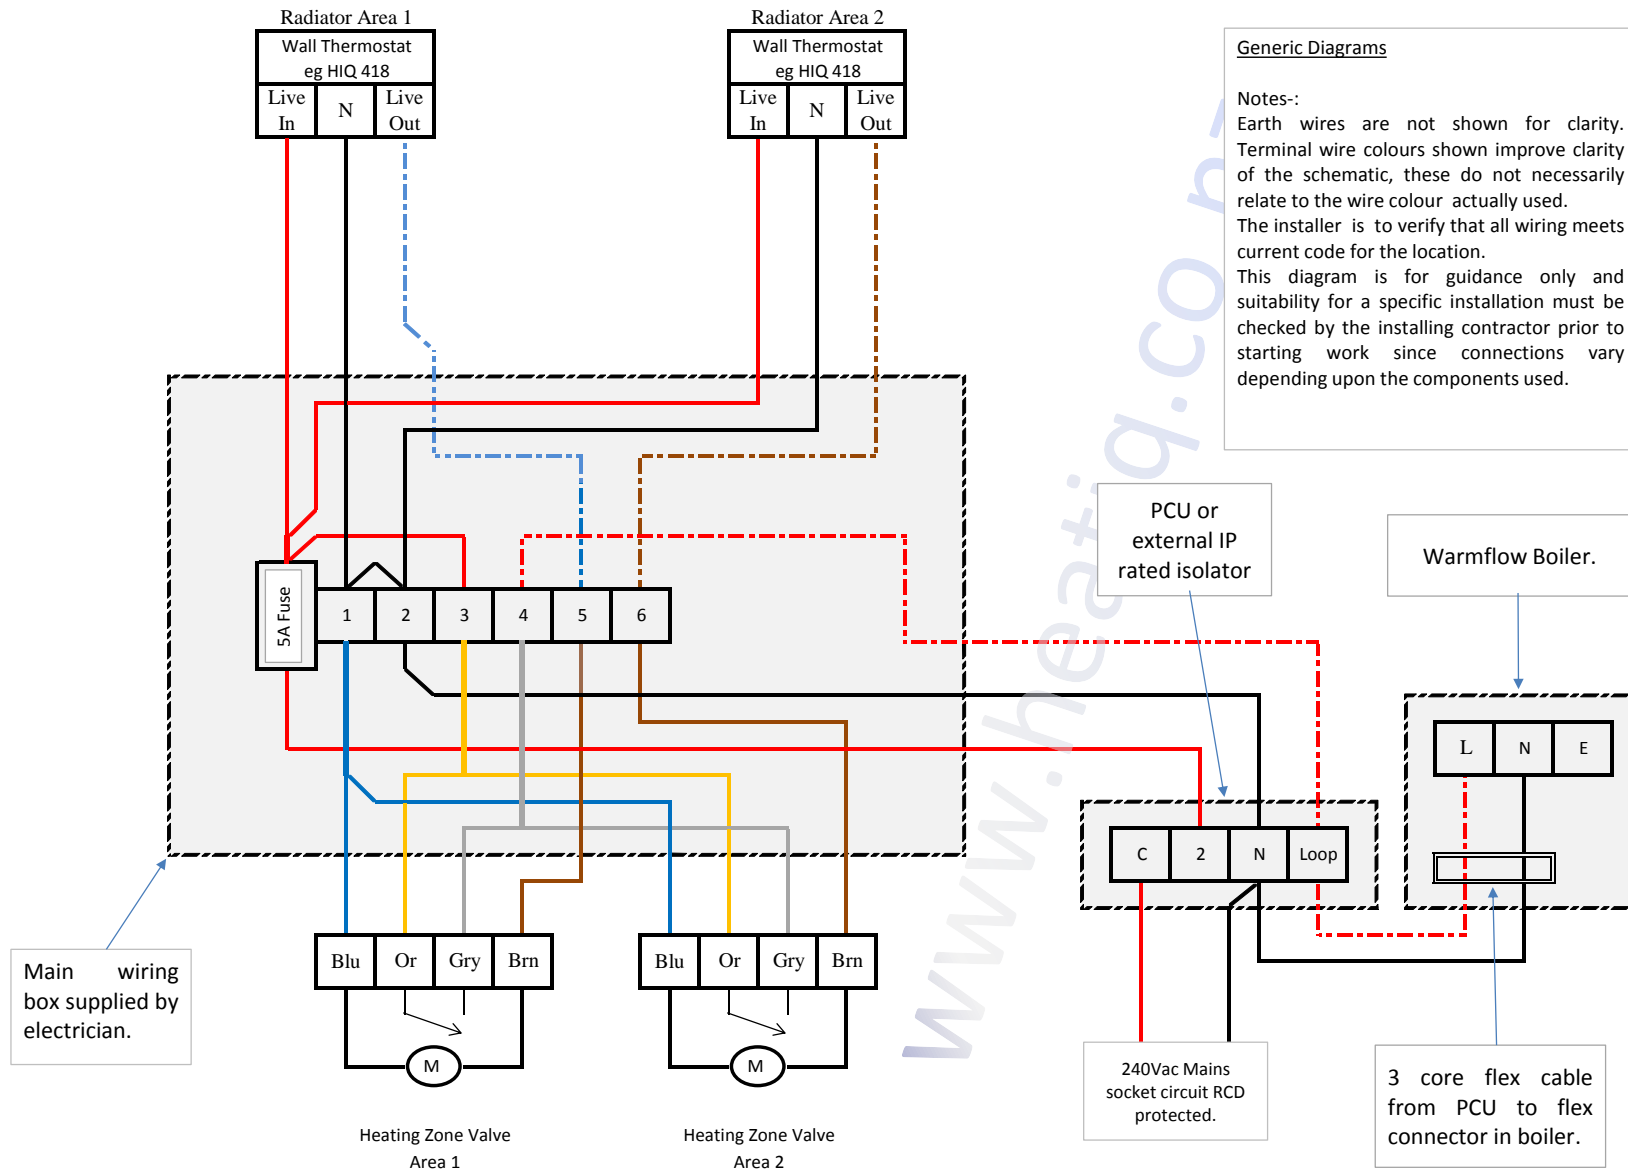 Radiator Area 1
Wall Thermostat
eg HIQ 418
Live
In
N
Live
Out
Radiator Area 2
Wall Thermostat
eg HIQ 418
Live
In
N
Live
Out
Generic Diagrams
Notes-:
Earth wires are not shown for clarity.
Terminal wire colours shown improve clarity
of the schematic, these do not necessarily
relate to the wire colour actually used.
The installer is to verify that all wiring meets
current code for the location.
This diagram is for guidance only and
suitability for a specific installation must be
checked by the installing contractor prior to
starting work since connections vary
depending upon the components used.
PCU or
external IP
rated isolator
Warmflow Boiler.
5A Fuse
1
2
3
4
5
6
L
N
E
C
2
N
Loop
Main wiring
box supplied by
electrician.
Blu
Or
Gry
Brn
M
Heating Zone Valve
Area 1
Blu
Or
Gry
Brn
M
Heating Zone Valve
Area 2
240Vac Mains
socket circuit RCD
protected.
3 core flex cable
from PCU to flex
connector in boiler.